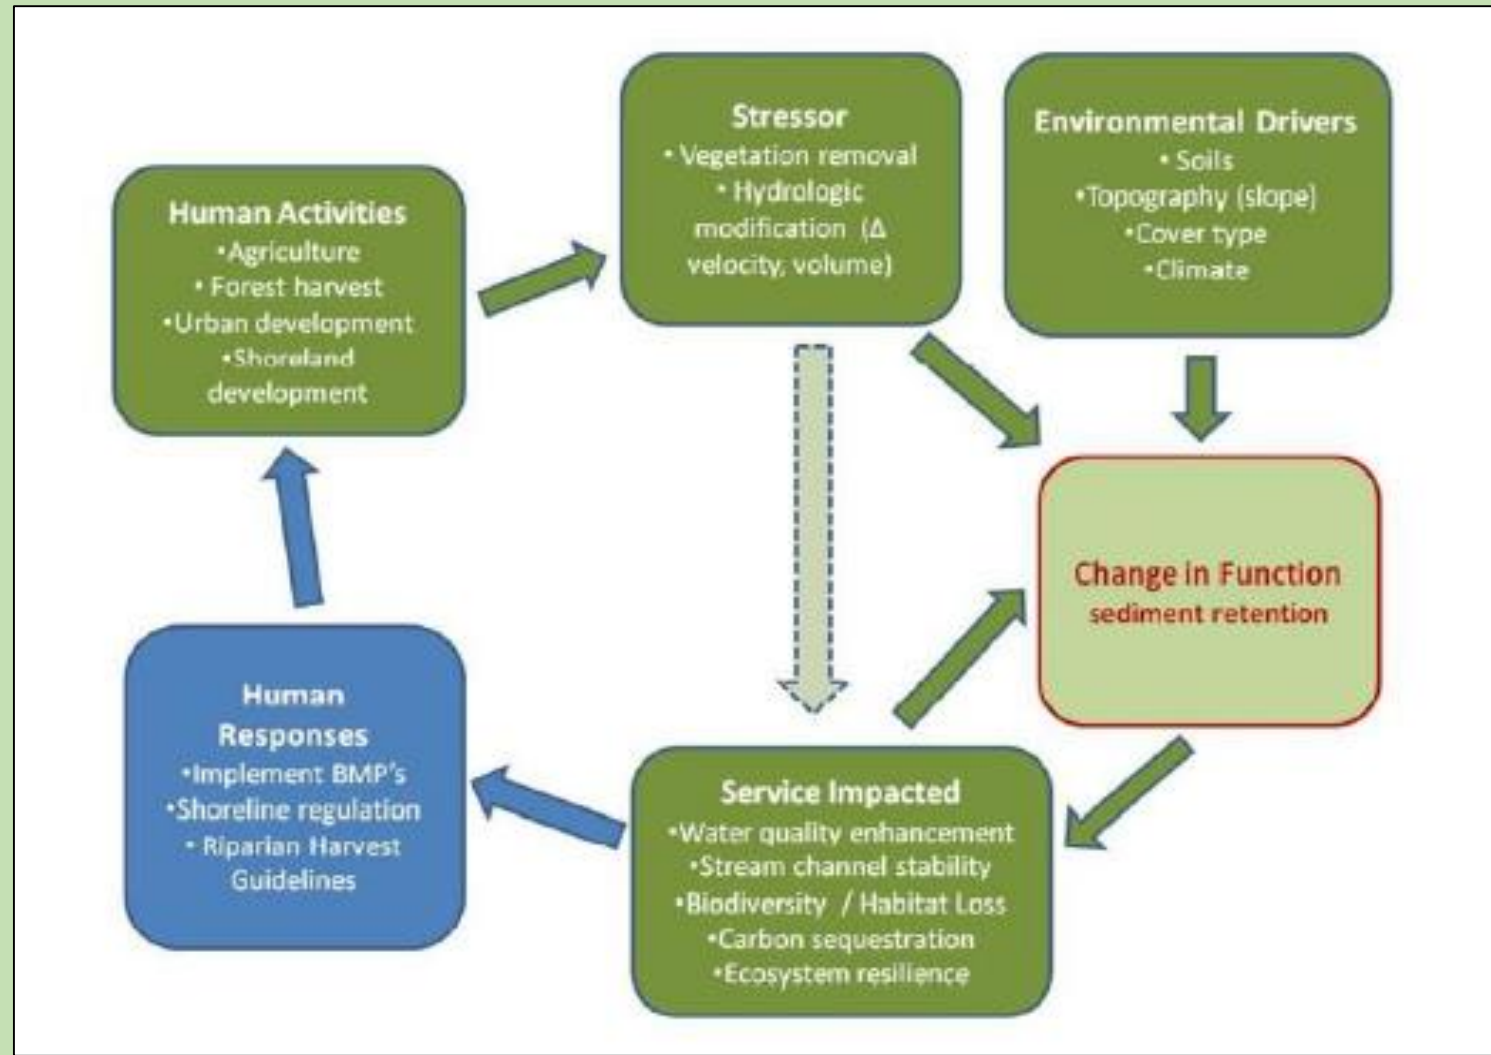 Human Activities
•Agriculture
• Forest harvest
•Urban development
•Shoreland
development
Stressor
• Vegetation removal
• Hydrologic
modification (Δ
velocity, volume)
Environmental Drivers
• Soils
•Topography (slope)
•Cover type
•Climate
Change in Function
sediment retention
Service Impacted
•Water quality enhancement
•Stream channel stability
•Biodiversity / Habitat Loss
•Carbon sequestration
•Ecosystem resilience
Human
Responses
•Implement BMP's
•Shoreline regulation
• Riparian Harvest
Guidelines